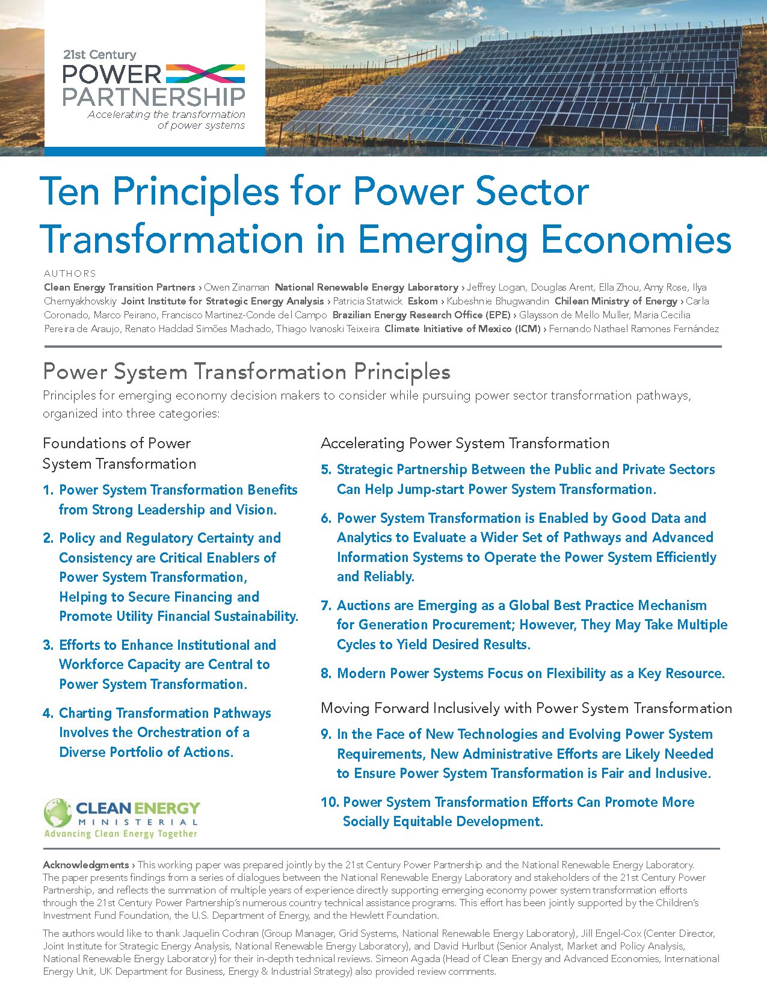 21st Century
POWER
PARTNERSHIP
Accelerating the transformation
of power systems
Ten Principles for Power Sector
Transformation in Emerging Economies
AUTHORS
Clean Energy Transition Partners › Owen Zinaman National Renewable Energy Laboratory › Jeffrey Logan, Douglas Arent, Ella Zhou, Amy Rose, Ilya
Chernyakhovskiy Joint Institute for Strategic Energy Analysis › Patricia Statwick Eskom › Kubeshnie Bhugwandin Chilean Ministry of Energy › Carla
Coronado, Marco Peirano, Francisco Martinez-Conde del Campo Brazilian Energy Research Office (EPE) › Glaysson de Mello Muller, Maria Cecilia
Pereira de Araujo, Renato Haddad Simões Machado, Thiago Ivanoski Teixeira Climate Initiative of Mexico (ICM) › Fernando Nathael Ramones Fernández
Power System Transformation Principles
Principles for emerging economy decision makers to consider while pursuing power sector transformation pathways,
organized into three categories:
Foundations of Power
System Transformation
1. Power System Transformation Benefits
from Strong Leadership and Vision.
2. Policy and Regulatory Certainty and
Consistency are Critical Enablers of
Power System Transformation,
Helping to Secure Financing and
Promote Utility Financial Sustainability.
3. Efforts to Enhance Institutional and
Workforce Capacity are Central to
Power System Transformation.
4. Charting Transformation Pathways
Involves the Orchestration of a
Diverse Portfolio of Actions.
CLEAN ENERGY
MINISTERIAL
Advancing Clean Energy Together
Accelerating Power System Transformation
5. Strategic Partnership Between the Public and Private Sectors
Can Help Jump-start Power System Transformation.
6. Power System Transformation is Enabled by Good Data and
Analytics to Evaluate a Wider Set of Pathways and Advanced
Information Systems to Operate the Power System Efficiently
and Reliably.
7. Auctions are Emerging as a Global Best Practice Mechanism
for Generation Procurement; However, They May Take Multiple
Cycles to Yield Desired Results.
8. Modern Power Systems Focus on Flexibility as a Key Resource.
Moving Forward Inclusively with Power System Transformation
9. In the Face of New Technologies and Evolving Power System
Requirements, New Administrative Efforts are Likely Needed
to Ensure Power System Transformation is Fair and Inclusive.
10. Power System Transformation Efforts Can Promote More
Socially Equitable Development.
Acknowledgments › This working paper was prepared jointly by the 21st Century Power Partnership and the National Renewable Energy Laboratory.
The paper presents findings from a series of dialogues between the National Renewable Energy Laboratory and stakeholders of the 21st Century Power
Partnership, and reflects the summation of multiple years of experience directly supporting emerging economy power system transformation efforts
through the 21st Century Power Partnership's numerous country technical assistance programs. This effort has been jointly supported by the Children's
Investment Fund Foundation, the U.S. Department of Energy, and the Hewlett Foundation.
The authors would like to thank Jaquelin Cochran (Group Manager, Grid Systems, National Renewable Energy Laboratory), Jill Engel-Cox (Center Director,
Joint Institute for Strategic Energy Analysis, National Renewable Energy Laboratory), and David Hurlbut (Senior Analyst, Market and Policy Analysis,
National Renewable Energy Laboratory) for their in-depth technical reviews. Simeon Agada (Head of Clean Energy and Advanced Economies, International
Energy Unit, UK Department for Business, Energy & Industrial Strategy) also provided review comments.